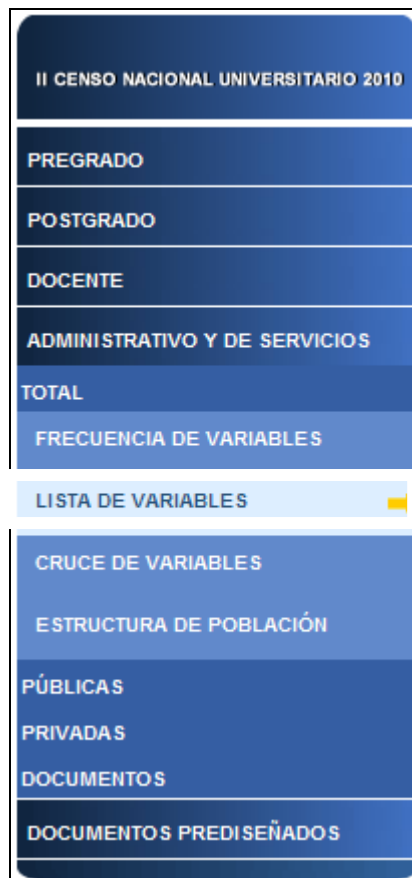 II CENSO NACIONAL UNIVERSITARIO 2010
PREGRADO
POSTGRADO
DOCENTE
ADMINISTRATIVO Y DE SERVICIOS
TOTAL
FRECUENCIA DE VARIABLES
LISTA DE VARIABLES
CRUCE DE VARIABLES
ESTRUCTURA DE POBLACIÓN
PÚBLICAS
PRIVADAS
DOCUMENTOS
DOCUMENTOS PREDISEÑADOS